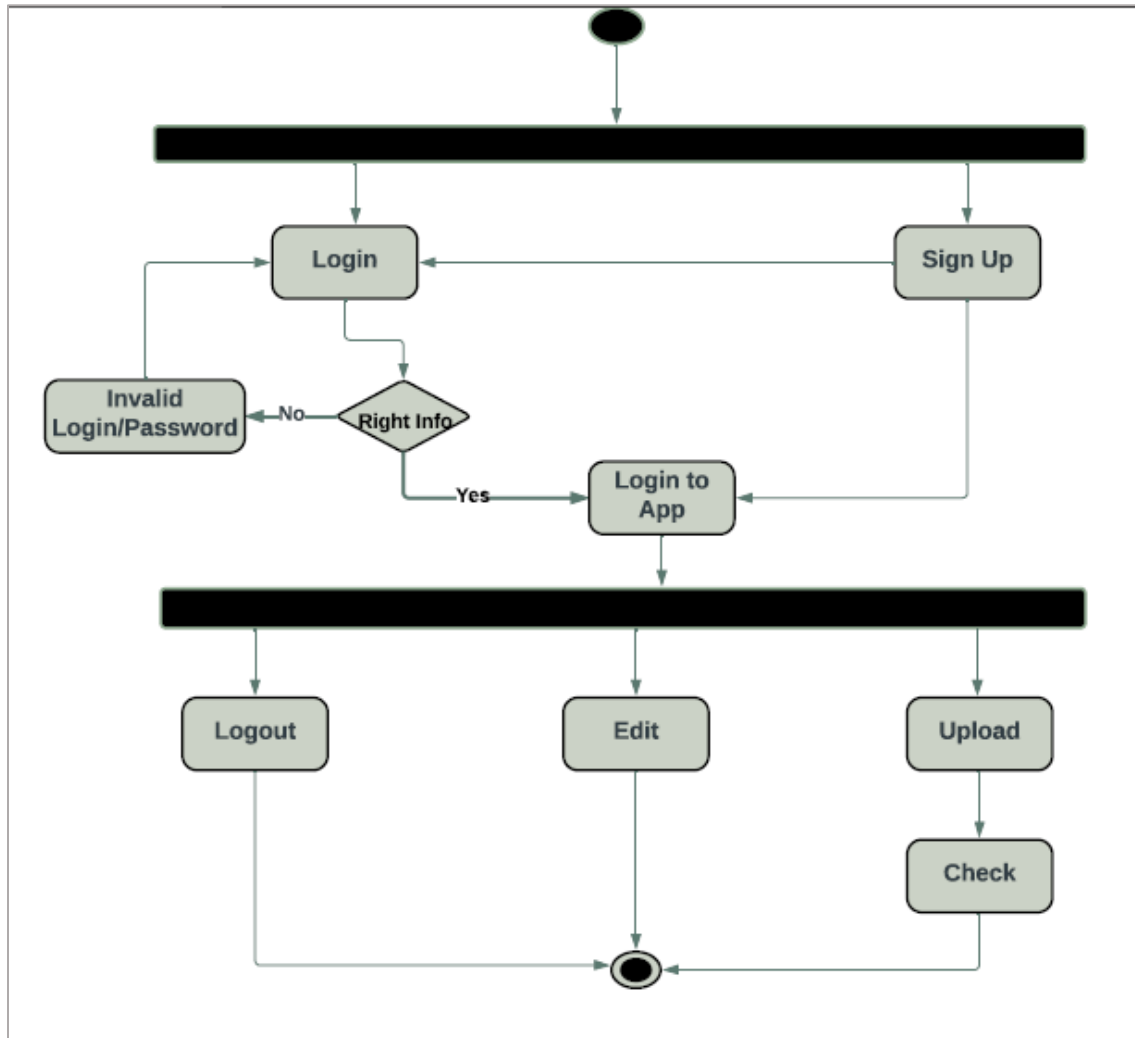 Login
Sign Up
Invalid
Login/Password
No
Right Info
Yes
Login to
App
Logout
Edit
Upload
Check